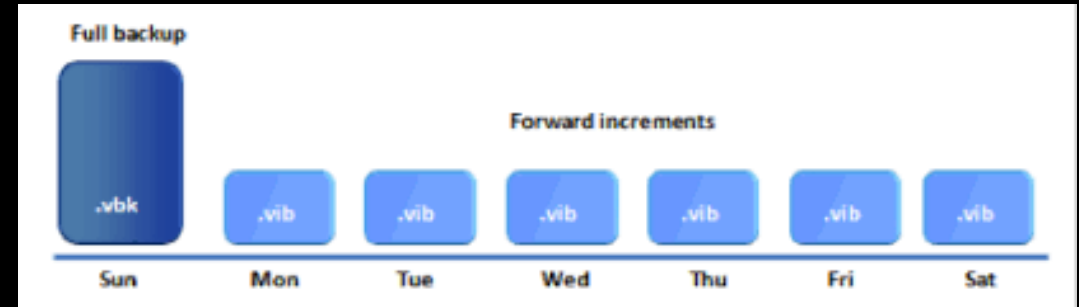 Full backup
Forward increments
.vbk .vib .vib .vib .vib .vib .vib
Sun Mon Tue Wed Thu Fri Sat